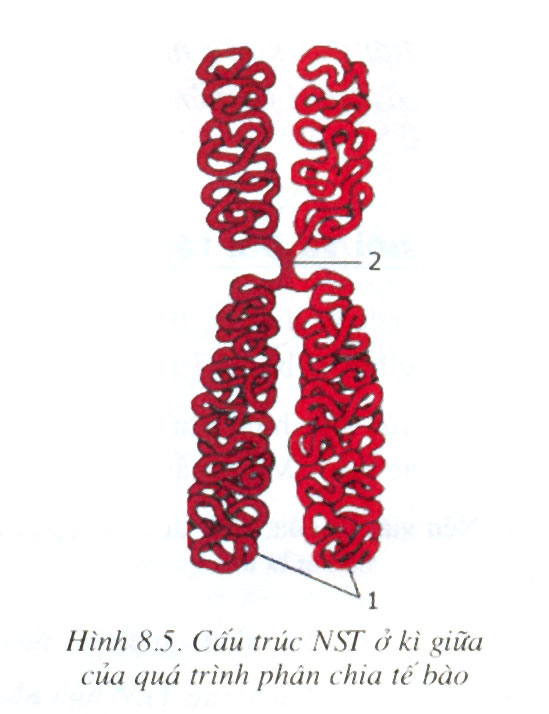 2
1
Hình 8.5. Cấu trúc NST ở kì giữa
của quá trình phân chia tế bào